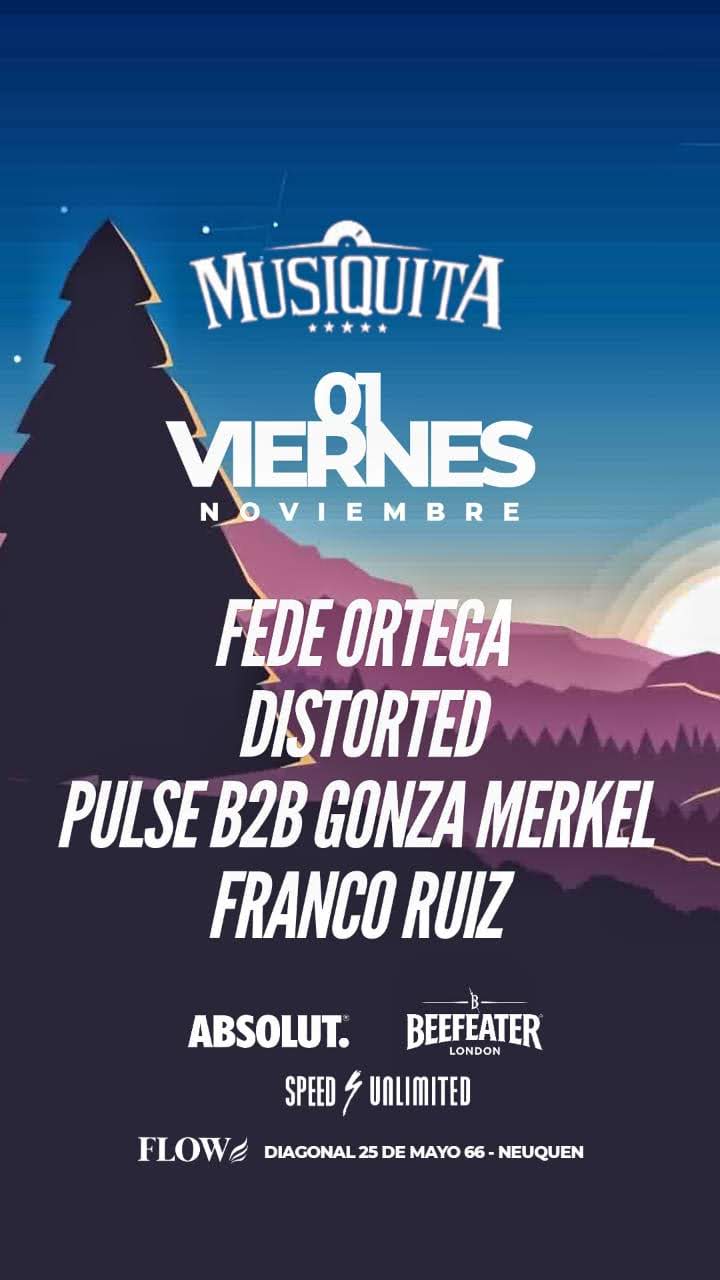 MUSIQUITA
01
VIERNES
NOVIEMBRE
FEDE ORTEGA
DISTORTED
PULSE B2B GONZA MERKEL
FRANCO RUIZ
ABSOLUT.
B
BEEFEATER
LONDON
SPEED UNLIMITED
FLOW DIAGONAL 25 DE MAYO 66 - NEUQUEN